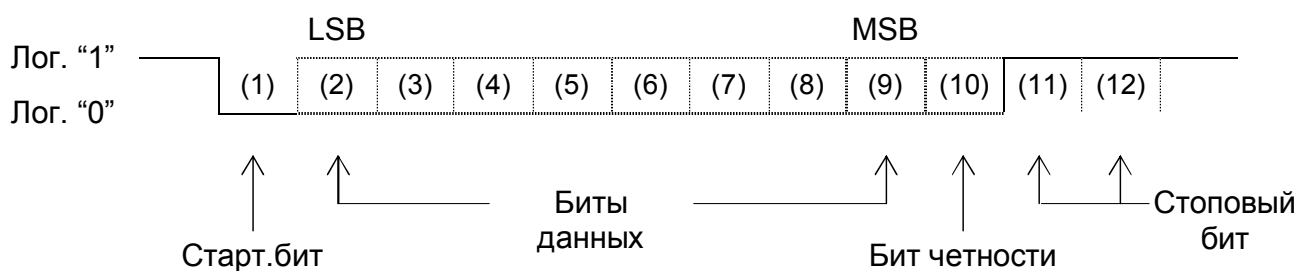 LSB MSB
Лог. “1”
(1) (2) (3) (4) (5) (6) (7) (8) (9) (10) (11) (12)
Лог. “0”
Биты
данных
Стоповый
бит
Старт.бит
Бит четности